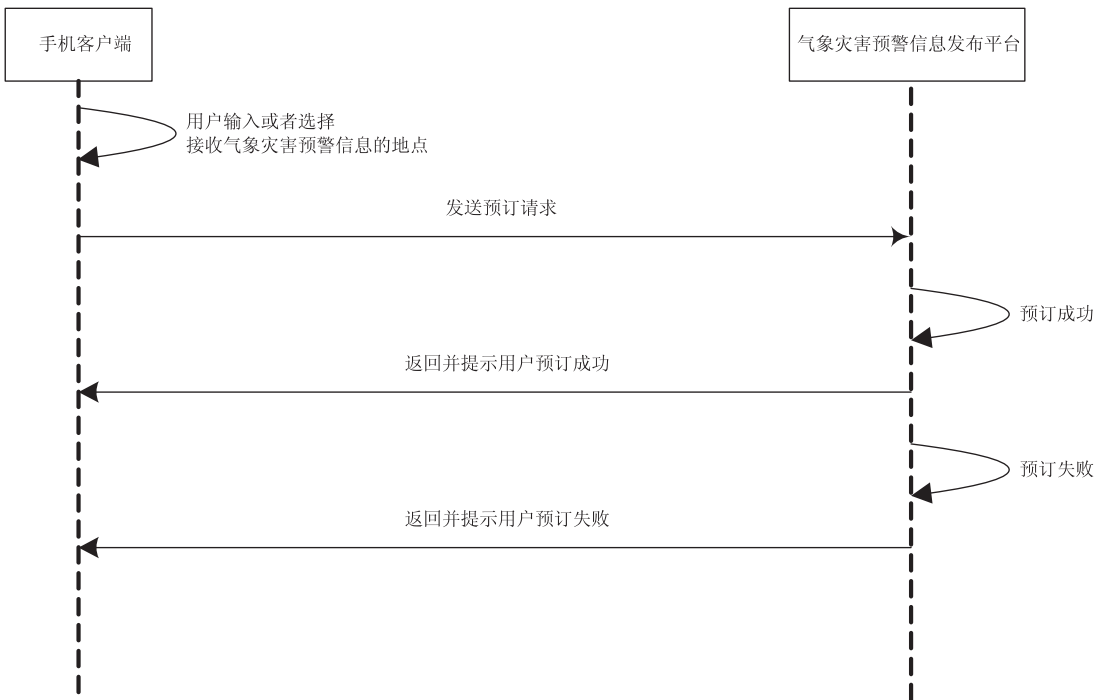 手机客户端
气象灾害预警信息发布平台
用户输入或者选择
接收气象灾害预警信息的地点
发送预订请求
预订成功
返回并提示用户预订成功
预订失败
返回并提示用户预订失败